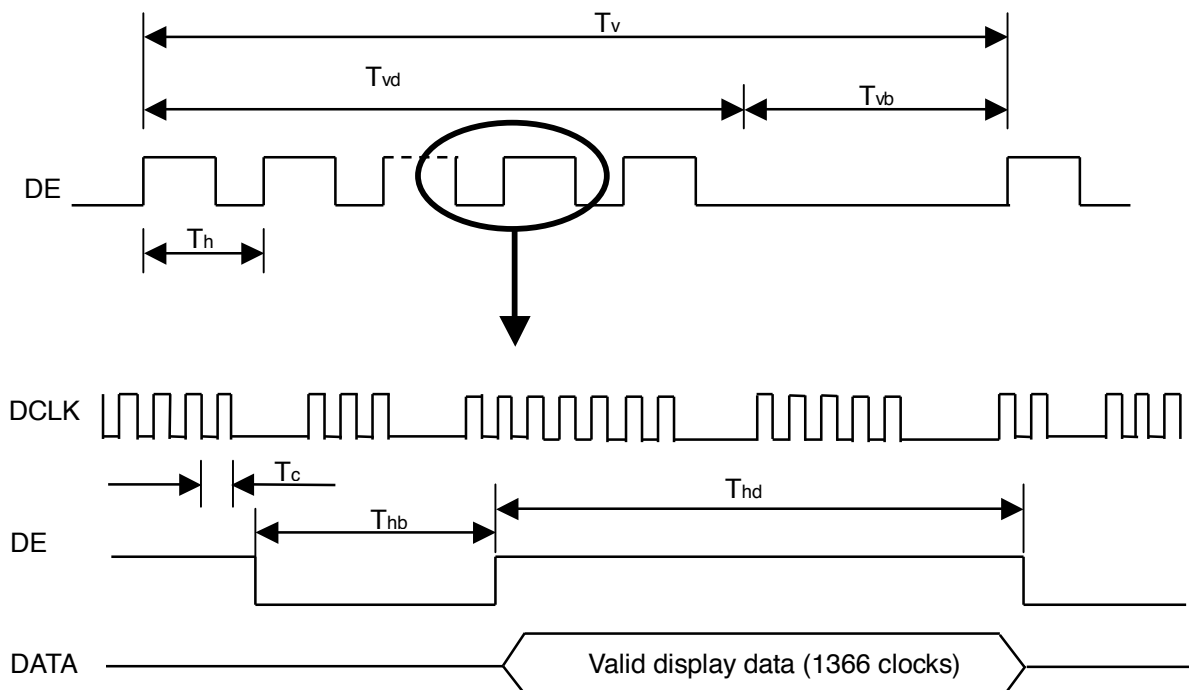 Tv
Tvd
Tvb
DE
Th
DCLK
Tc
Thd
Thb
DE
DATA
Valid display data (1366 clocks)